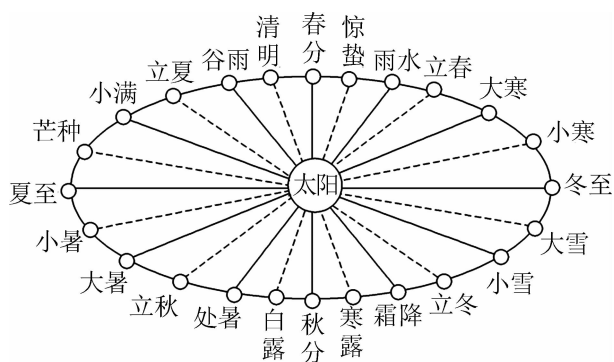 清明
春分
惊蛰
谷雨
雨水
立夏
立春
小满
大寒
芒种
小寒
夏至
太阳
冬至
小暑
大雪
大暑
小雪
立秋
立冬
处暑
霜降
白露
秋分
寒露